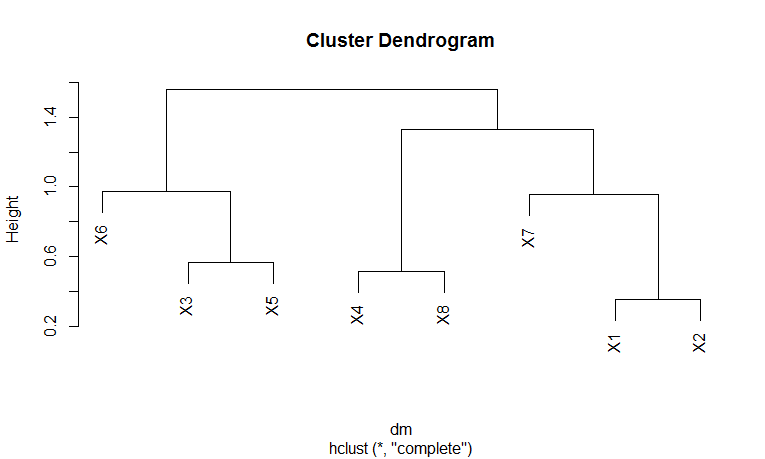 Cluster Dendrogram
Height
1.4
1.0
0.6
0.2
X6
X3
X5
X4
X8
X7
X1
X2
dm
hclust (*, "complete")